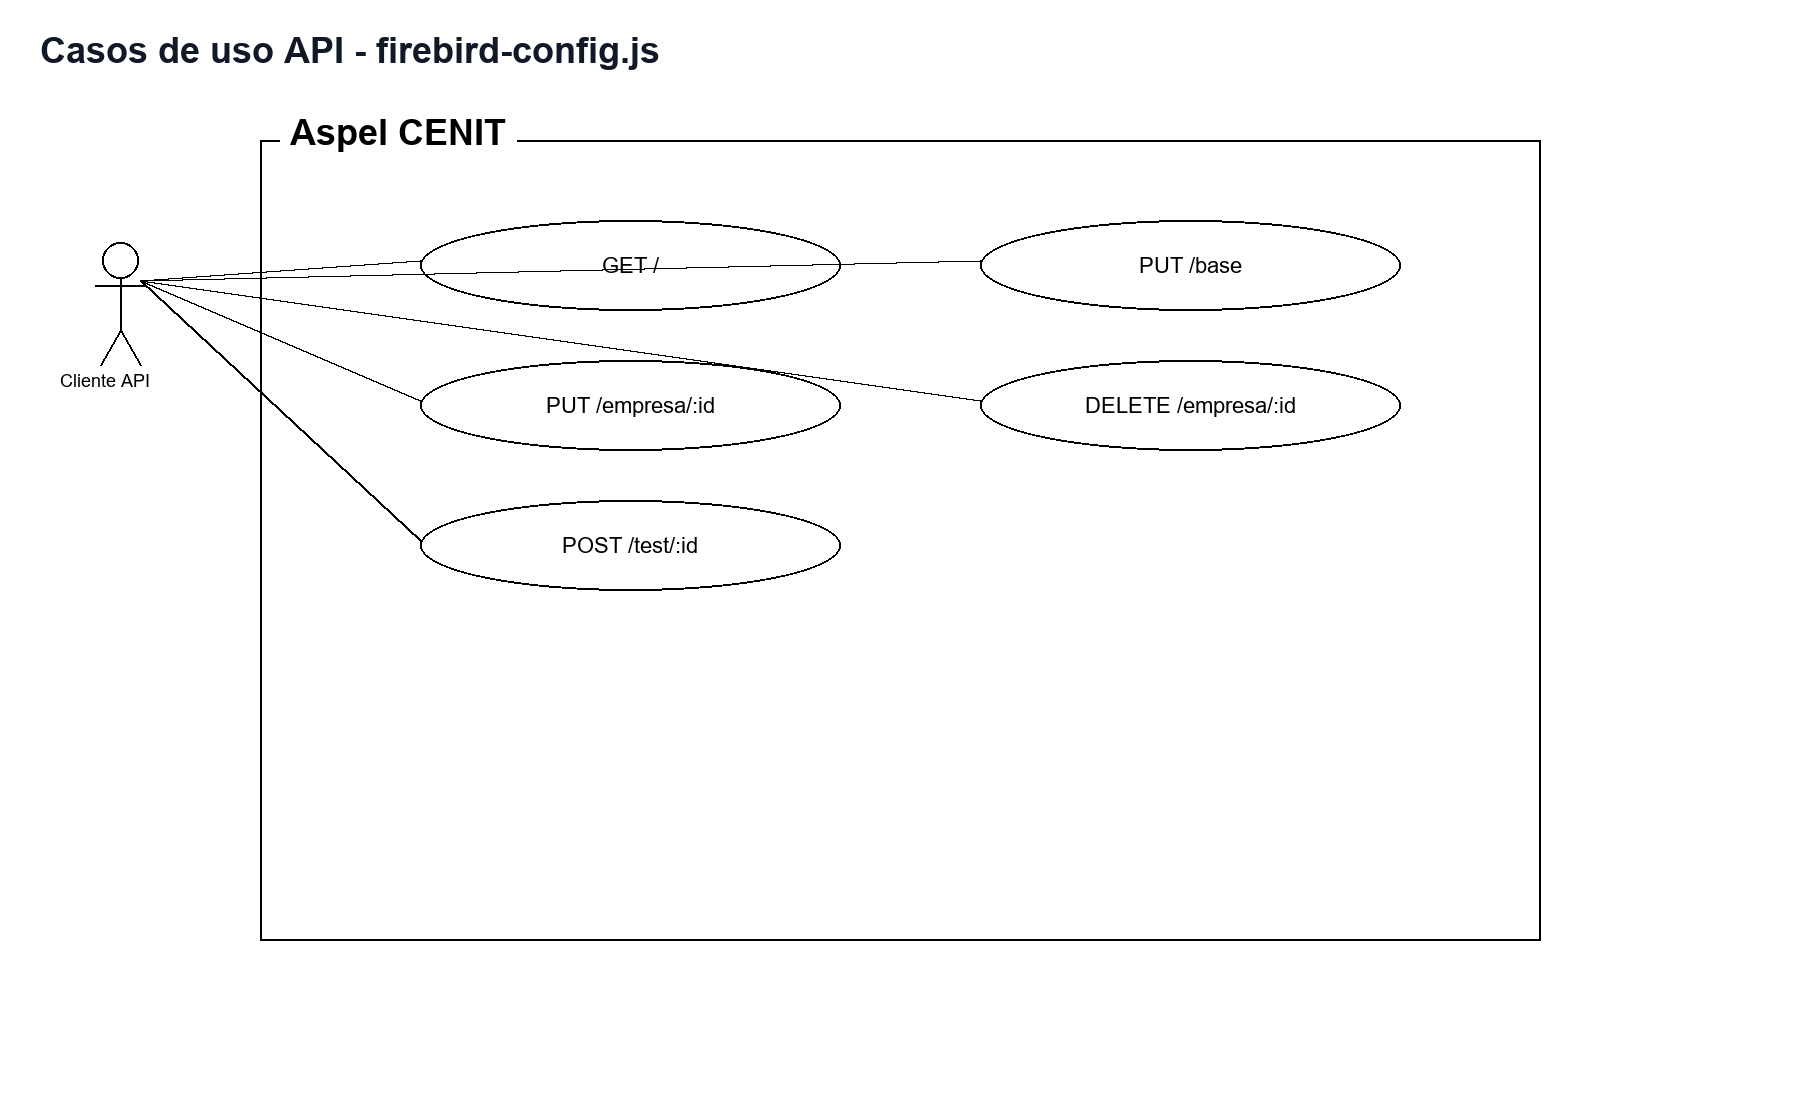 Casos de uso API - firebird-config.js
Aspel CENIT
GET /
PUT /base
Cliente API
PUT /empresa/:id
DELETE /empresa/:id
POST /test/:id